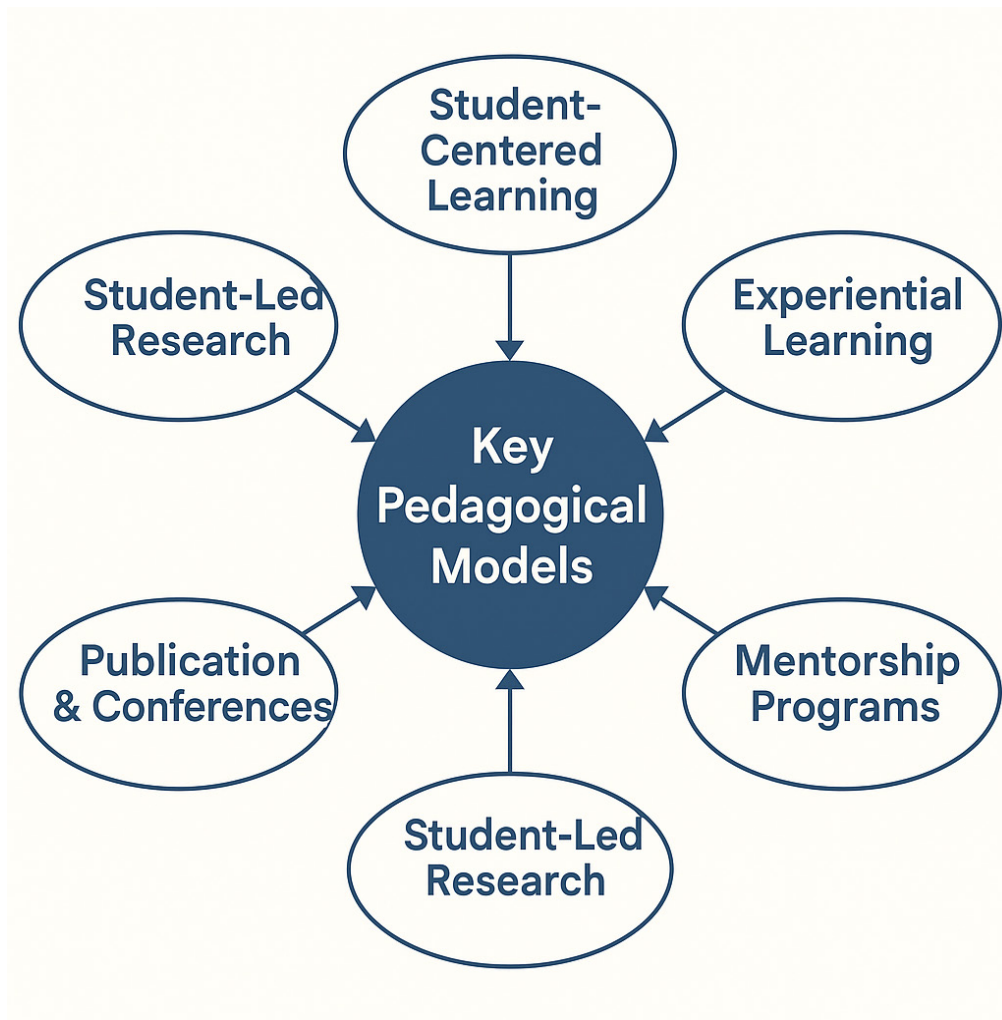 Student-
Centered
Learning
Student-Led
Research
Experiential
Learning
Key
Pedagogical
Models
Publication
& Conferences
Mentorship
Programs
Student-Led
Research